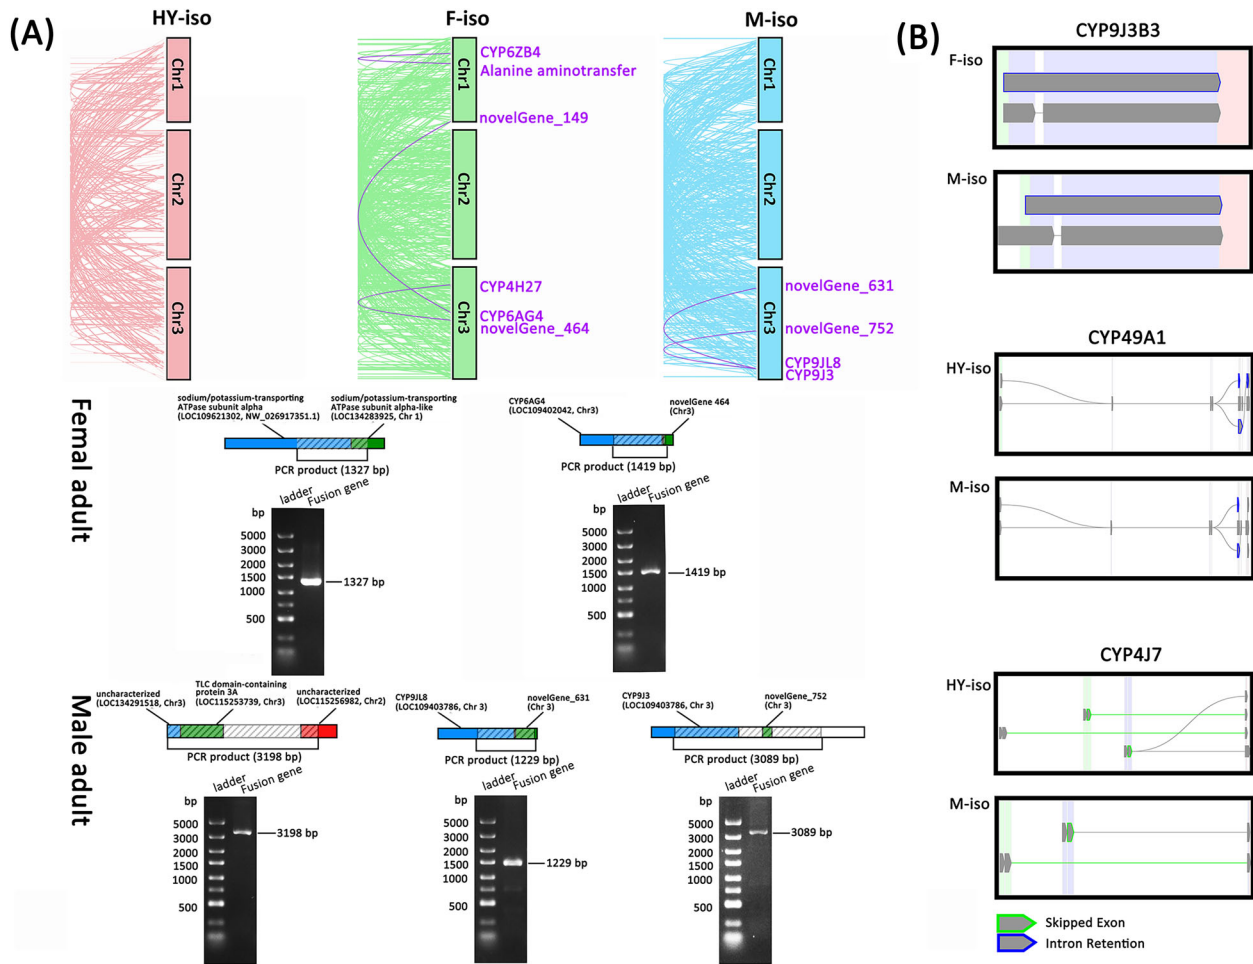 (A)
HY-iso
F-iso
M-iso
Chr1
Chr2
Chr3
Chr1
Chr2
Chr3
CYP6ZB4
Alanine aminotransfer
novelGene_149
CYP4H27
CYP6AG4
novelGene_464
Chr1
Chr2
Chr3
novelGene_631
novelGene_752
CYP9JL8
CYP9J3
Femal adult
sodium/potassium-transporting
ATPase subunit alpha
(LOC109621302, NW_026917351.1)
sodium/potassium-transporting
ATPase subunit alpha-like
(LOC134283925, Chr 1)
PCR product (1327 bp)
ladder
Fusion gene
bp
5000
3000
2000
1500
1000
500
1327 bp
CYP6AG4
(LOC109402042, Chr3)
novelGene 464
(Chr3)
PCR product (1419 bp)
ladder
Fusion gene
bp
5000
3000
2000
1500
1000
500
1419 bp
Male adult
uncharacterized
(LOC134291518, Chr3)
TLC domain-containing
protein 3A
(LOC115253739, Chr3)
uncharacterized
(LOC115256982, Chr2)
PCR product (3198 bp)
ladder
Fusion gene
bp
5000
3000
2000
1500
1000
500
3198 bp
CYP9JL8
(LOC109403786, Chr 3)
novelGene_631
(Chr 3)
PCR product (1229 bp)
ladder
Fusion gene
bp
5000
3000
2000
1500
1000
500
1229 bp
CYP9J3
(LOC109403786, Chr 3)
novelGene_752
(Chr 3)
PCR product (3089 bp)
ladder
Fusion gene
bp
5000
3000
2000
1500
1000
500
3089 bp
(B)
CYP9J3B3
F-iso
M-iso
CYP49A1
HY-iso
M-iso
CYP4J7
HY-iso
M-iso
Skipped Exon
Intron Retention